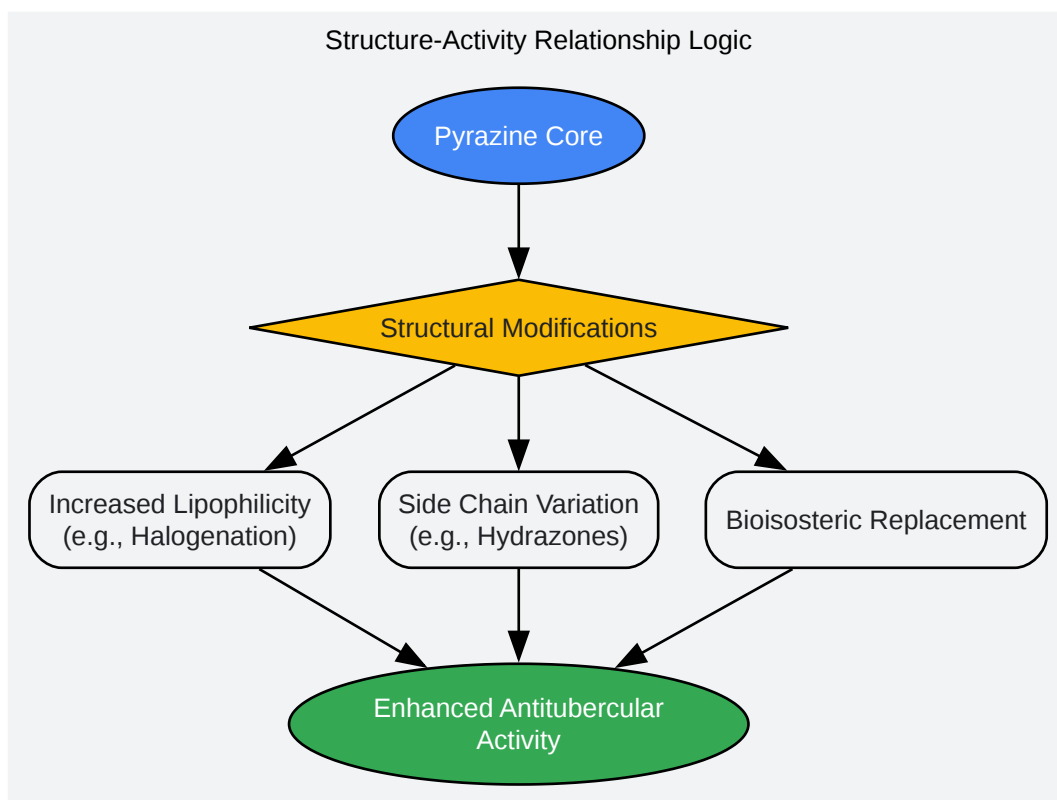 Structure-Activity Relationship Logic
Pyrazine Core
Structural Modifications
Increased Lipophilicity
(e.g., Halogenation)
Side Chain Variation
(e.g., Hydrazones)
Bioisosteric Replacement
Enhanced Antitubercular
Activity